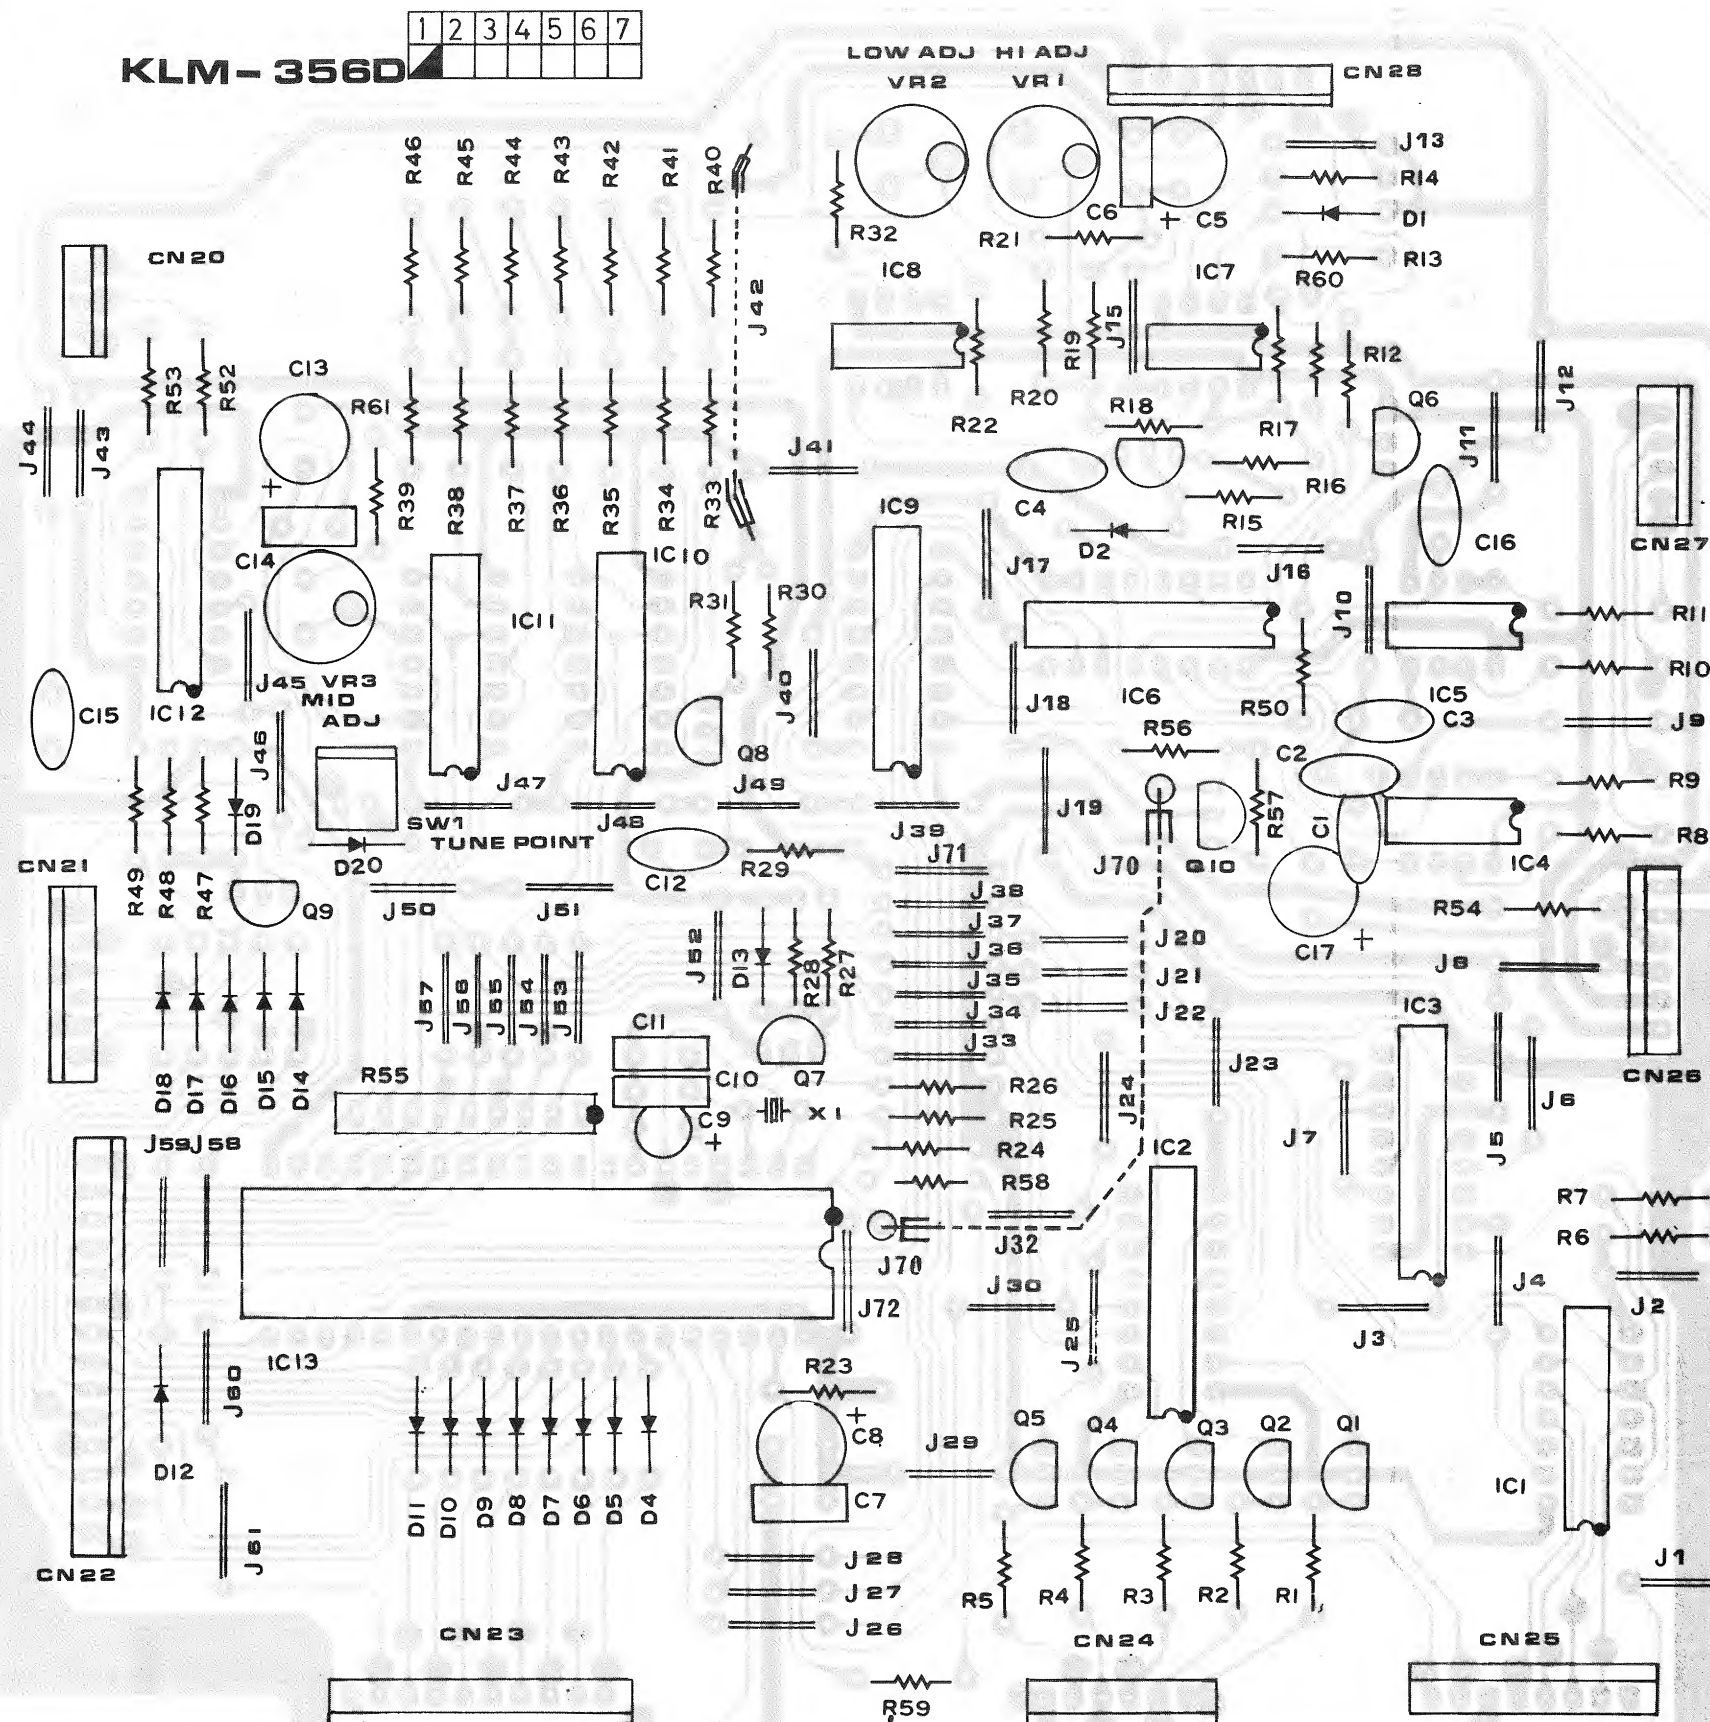 1 2 3 4 5 6 7
KLM-356D
LOW ADJ HI ADJ
VR2 VR1
CN28
J13
R14
D1
R13
R60
R46 R45 R44 R43 R42 R41 R40
J42
R32
R21
C6
C5
CN20
IC8
IC7
R53 R52
C13
R61
R20 R19 J15
R12
J12
R22
R18
R17
Q6
J11
J44 J43
J41
R39 R38 R37 R36 R35 R34 R33
IC9
C4
R16
R15
D2
J16
C16
CN27
C14
IC10
J17
IC11
R31 R30
J10
R11
R10
J45 VR3
MID
ADJ
C15
IC12
J46
J40
J18
IC6
R50
IC5
C3
J9
R56
C2
Q8
J47
J49
J19
R57
C1
R9
R8
D19
SW1
J48
J39
TUNE POINT
D20
C12
R29
J71
J70
Q10
IC4
CN21
R49 R48 R47
Q9
J50
J51
J38
J37
J36
J35
J34
J33
R54
C17
J8
J20
J21
J22
J52 D13 R28 R27
J57 J56 J55 J54 J53
IC3
C11
C10
C9
Q7
X1
R55
D18 D17 D16 D15 D14
R26
R25
R24
R58
J24
J23
J7
J5
J6
CN26
J59 J58
IC2
R7
R6
J32
J70
J72
J30
J25
J3
J4
J2
IC13
J60
R23
C8
D12
Q5 Q4 Q3 Q2 Q1
J29
IC1
C7
D11 D10 D9 D8 D7 D6 D5 D4
J61
CN22
J28
J27
J26
R5 R4 R3 R2 R1
J1
CN23
CN24
CN25
R59